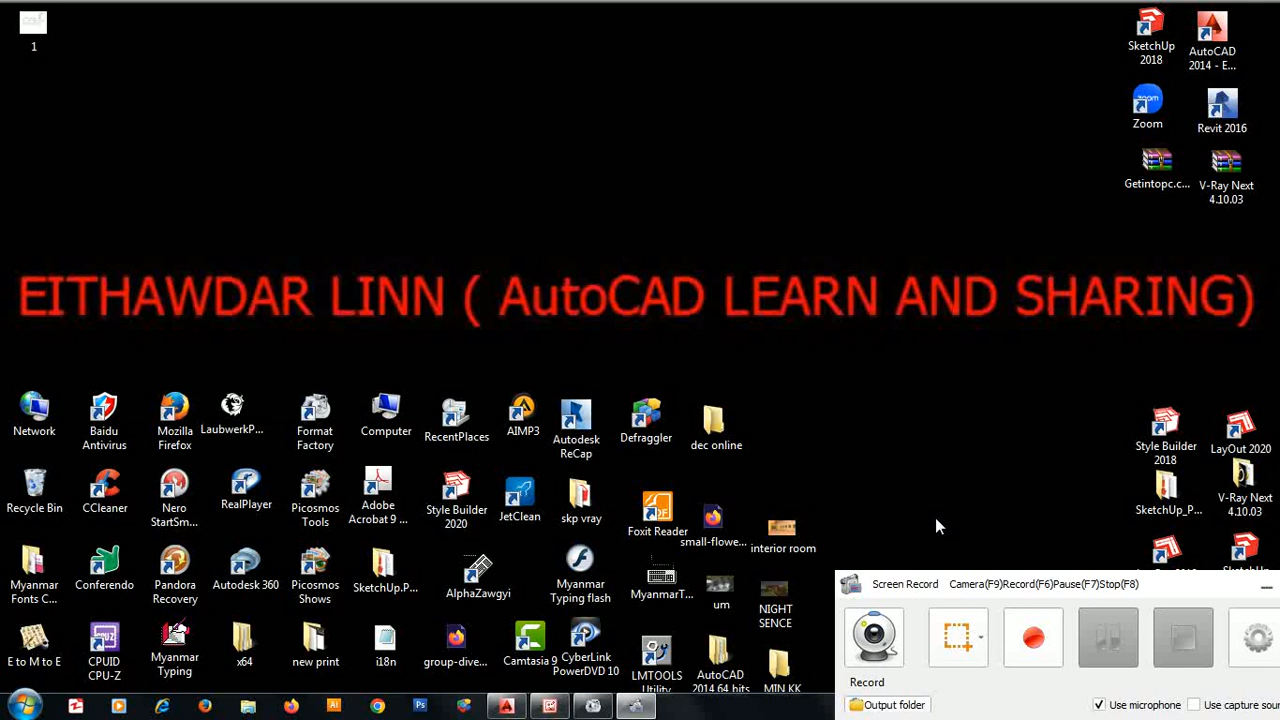 1
SketchUp
2018
AutoCAD
2014 - E...
Zoom
Revit 2016
Getintopc.c...
V-Ray Next
4.10.03
EITHAWDAR LINN ( AutoCAD LEARN AND SHARING)
Network
Baidu
Antivirus
Mozilla
Firefox
LaubwerkP...
Format
Factory
Computer
RecentPlaces
AIMP3
Autodesk
ReCap
Defraggler
dec online
Style Builder
2018
LayOut 2020
Recycle Bin
CCleaner
Nero
StartSm...
RealPlayer
Picosmos
Tools
Adobe
Acrobat 9 ...
Style Builder
2020
JetClean
skp vray
Foxit Reader
small-flowe...
interior room
SketchUp_P...
V-Ray Next
4.10.03
Myanmar
Fonts C...
Conferendo
Pandora
Recovery
Autodesk 360
Picosmos
Shows
SketchUp.P...
AlphaZawgyi
Myanmar
Typing flash
MyanmarT...
um
NIGHT
SENCE
E to M to E
CPUID
CPU-Z
Myanmar
Typing
x64
new print
i18n
group-dive...
Camtasia 9
CyberLink
PowerDVD 10
LMTOOLS
Utility
AutoCAD
2014 64 bits
MIN KK
Screen Record Camera(F9)Record(F6)Pause(F7)Stop(F8)
Record
Output folder
Use microphone
Use capture sour